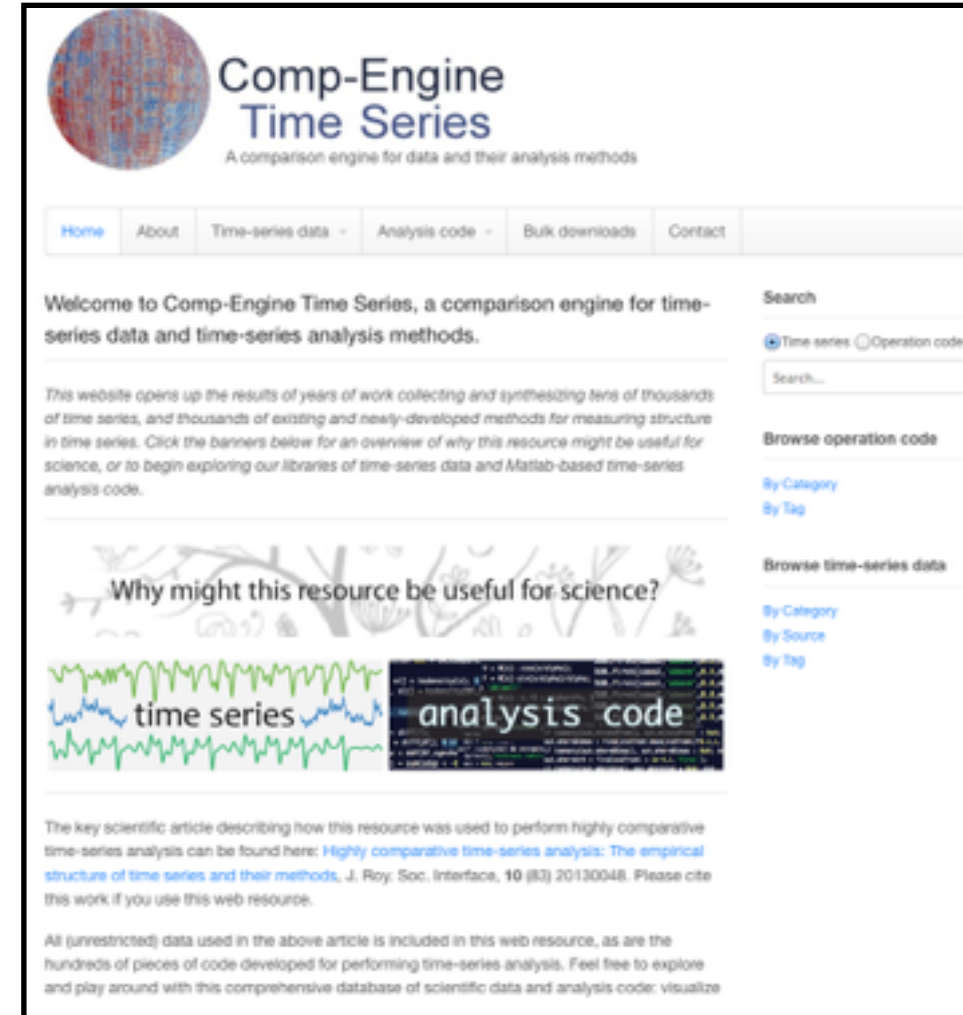 Comp-Engine
Time Series
A comparison engine for data and their analysis methods
Home About Time-series data Analysis code Bulk downloads Contact
Welcome to Comp-Engine Time Series, a comparison engine for time-
series data and time-series analysis methods.
This website opens up the results of years of work collecting and synthesizing tens of thousands
of time series, and thousands of existing and newly-developed methods for measuring structure
in time series. Click the banners below for an overview of why this resource might be useful for
science, or to begin exploring our libraries of time-series data and Matlab-based time-series
analysis code.
Why might this resource be useful for science?
time series
analysis code
The key scientific article describing how this resource was used to perform highly comparative
time-series analysis can be found here: Highly comparative time-series analysis: The empirical
structure of time series and their methods, J. Roy. Soc. Interface, 10 (83) 20130048. Please cite
this work if you use this web resource.
All (unrestricted) data used in the above article is included in this web resource, as are the
hundreds of pieces of code developed for performing time-series analysis. Feel free to explore
and play around with this comprehensive database of scientific data and analysis code: visualize
Search
Time series Operation code
Search...
Browse operation code
By Category
By Tag
Browse time-series data
By Category
By Source
By Tag